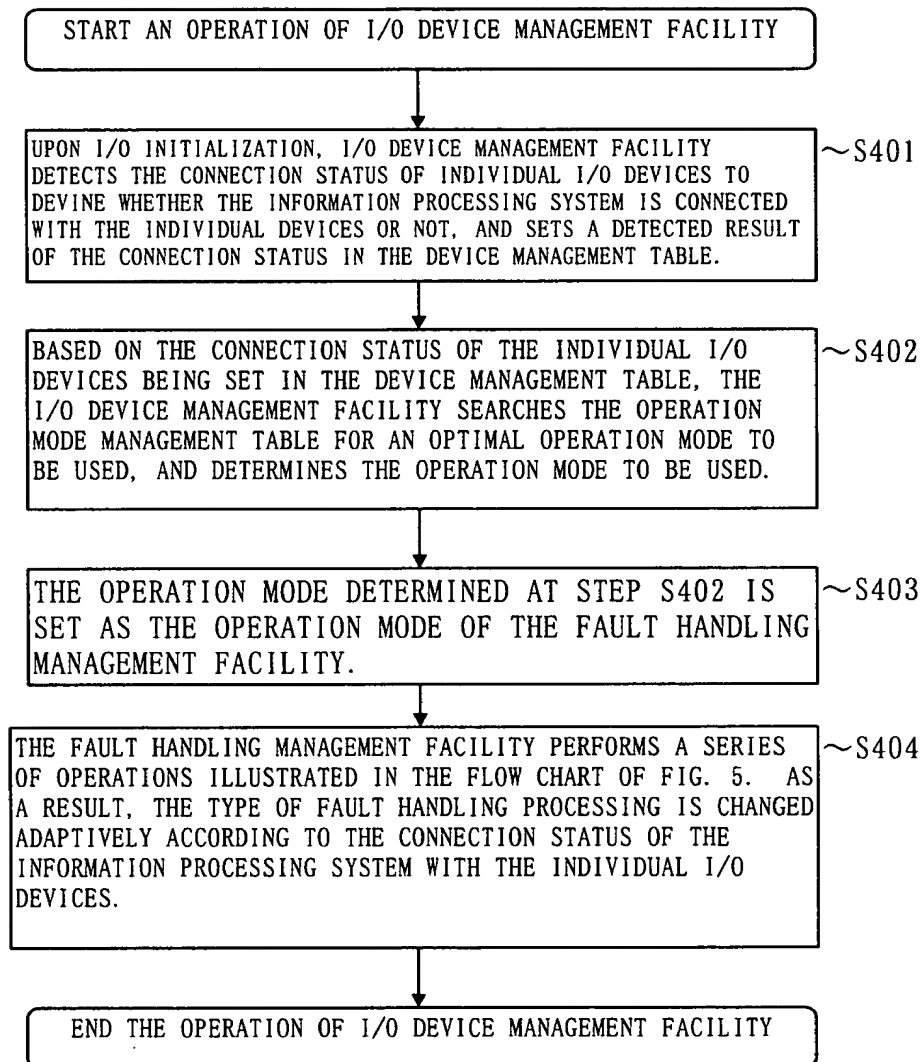 START AN OPERATION OF I/O DEVICE MANAGEMENT FACILITY
UPON I/O INITIALIZATION, I/O DEVICE MANAGEMENT FACILITY
DETECTS THE CONNECTION STATUS OF INDIVIDUAL I/O DEVICES TO
DEVINE WHETHER THE INFORMATION PROCESSING SYSTEM IS CONNECTED
WITH THE INDIVIDUAL DEVICES OR NOT, AND SETS A DETECTED RESULT
OF THE CONNECTION STATUS IN THE DEVICE MANAGEMENT TABLE.
~S401
BASED ON THE CONNECTION STATUS OF THE INDIVIDUAL I/O
DEVICES BEING SET IN THE DEVICE MANAGEMENT TABLE, THE
I/O DEVICE MANAGEMENT FACILITY SEARCHES THE OPERATION
MODE MANAGEMENT TABLE FOR AN OPTIMAL OPERATION MODE TO
BE USED, AND DETERMINES THE OPERATION MODE TO BE USED.
~S402
THE OPERATION MODE DETERMINED AT STEP S402 IS
SET AS THE OPERATION MODE OF THE FAULT HANDLING
MANAGEMENT FACILITY.
~S403
THE FAULT HANDLING MANAGEMENT FACILITY PERFORMS A SERIES
OF OPERATIONS ILLUSTRATED IN THE FLOW CHART OF FIG. 5. AS
A RESULT, THE TYPE OF FAULT HANDLING PROCESSING IS CHANGED
ADAPTIVELY ACCORDING TO THE CONNECTION STATUS OF THE
INFORMATION PROCESSING SYSTEM WITH THE INDIVIDUAL I/O
DEVICES.
~S404
END THE OPERATION OF I/O DEVICE MANAGEMENT FACILITY